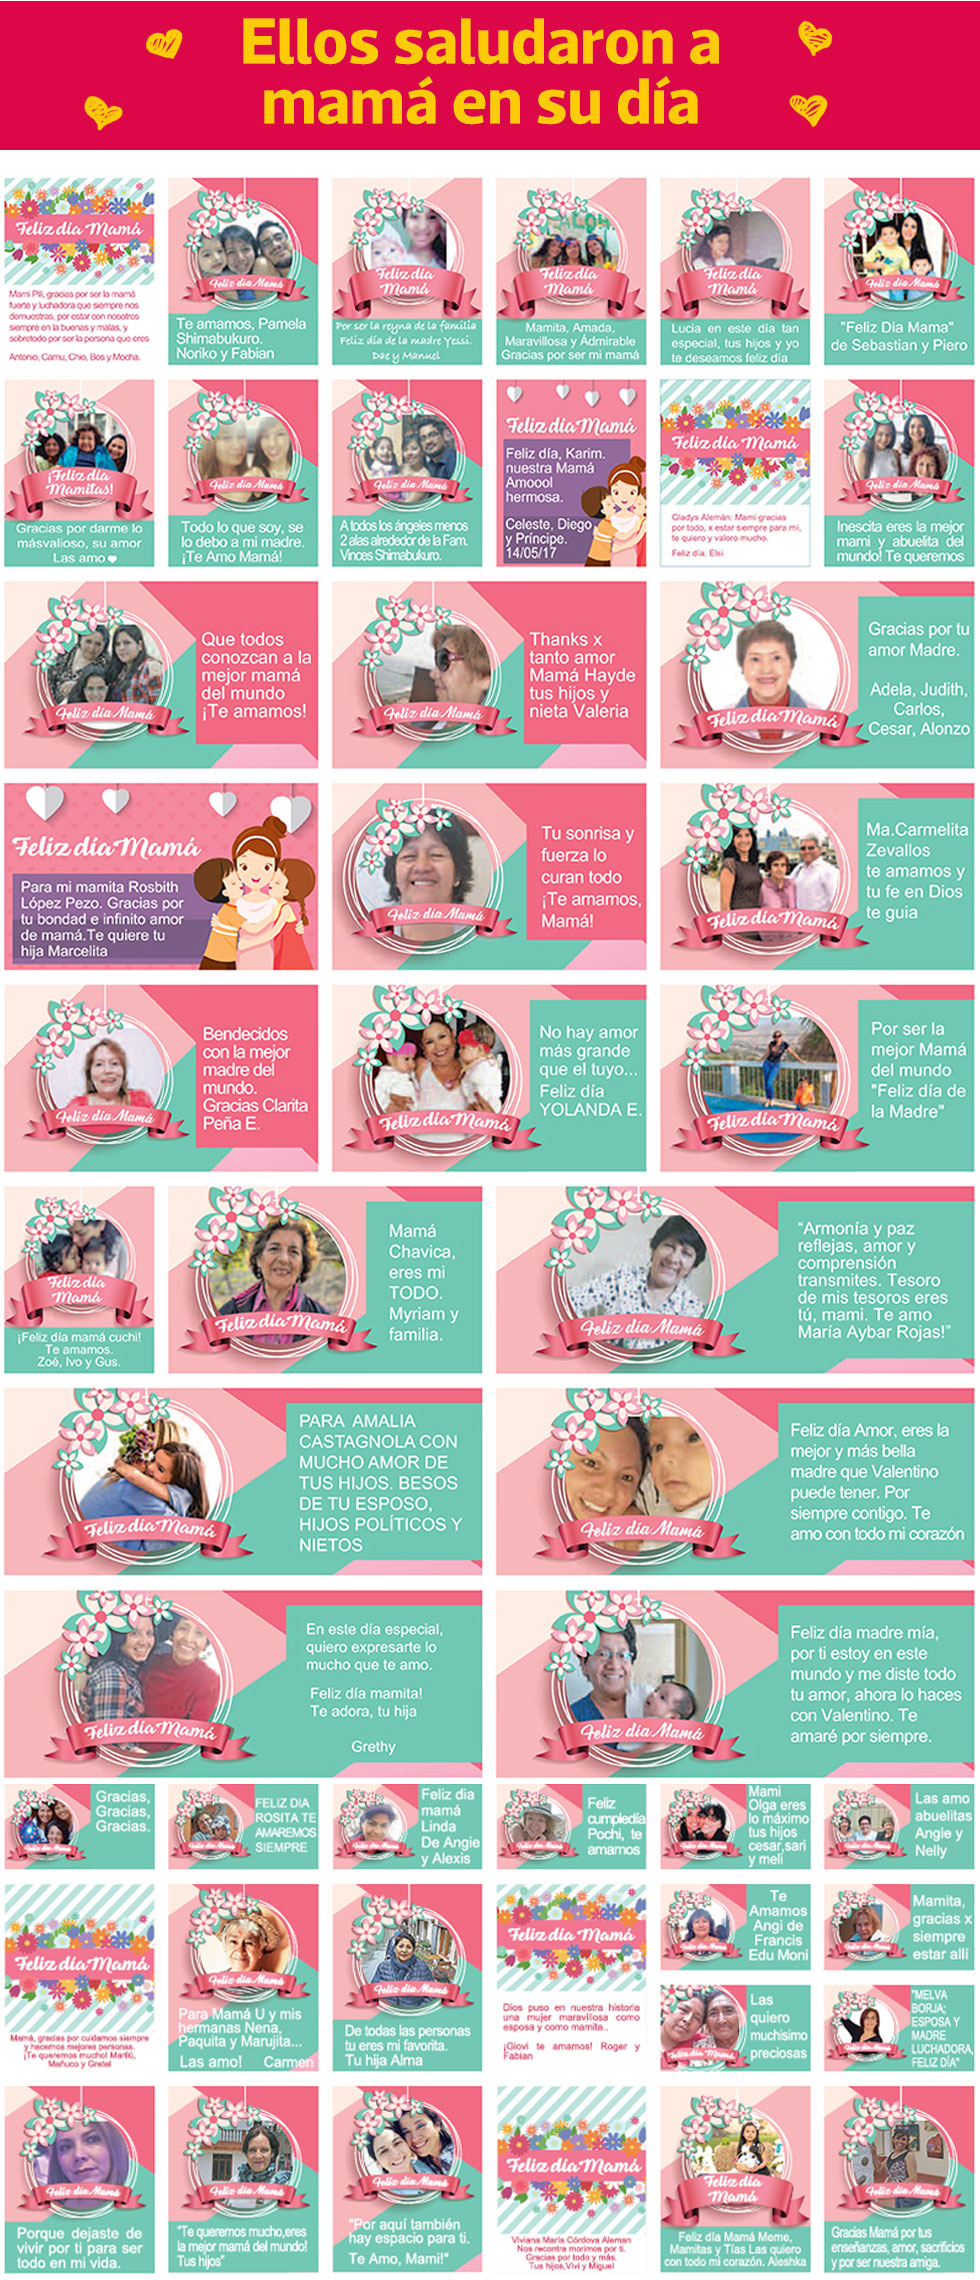 Ellos saludaron a
mamá en su día
Feliz día Mamá
Mami Pili, gracias por ser la mamá
fuerte y luchadora que siempre nos
demuestras, por estar con nosotros
siempre en la buenas y malas, y
sobretodo por ser la persona que eres
Antonio, Camu, Chio, Bos y Mocha.
Feliz día Mamá
Te amamos, Pamela
Shimabukuro.
Noriko y Fabian
Feliz día
Mamá
Por ser la reyna de la familia
Feliz día de la madre Yessi.
Dae y Manuel
Feliz día
Mamá
Mamita, Amada,
Maravillosa y Ádmirable
Gracias por ser mi mamá
Feliz día
Mamá
Lucia en este día tan
especial, tus hijos y yo
te deseamos feliz día
Feliz día Mamá
"Feliz Dia Mama"
de Sebastian y Piero
¡Feliz día
Mamitas!
Gracias por darme lo
másvalioso, su amor
Las amo❤
Feliz día Mamá
Todo lo que soy, se
lo debo a mi madre.
¡Te Amo Mamá!
Feliz día Mamá
A todos los ángeles menos
2 alas alrededor de la Fam.
Vinces Shimabukuro.
Feliz día Mamá
Feliz día, Karim.
nuestra Mamá
Amoool
hermosa.
Celeste, Diego
y Príncipe.
14/05/17
Feliz día Mamá
Gladys Alemán: Mami gracias
por todo, x estar siempre para mí,
te quiero y valoro mucho.
Feliz día, Elsi
Feliz día Mamá
Inescita eres la mejor
mami y abuelita del
mundo! Te queremos
Feliz día Mamá
Que todos
conozcan a la
mejor mamá
del mundo
¡Te amamos!
Feliz día Mamá
Thanks x
tanto amor
Mamá Hayde
tus hijos y
nieta Valeria
Feliz día Mamá
Gracias por tu
amor Madre.
Adela, Judith,
Carlos,
Cesar, Alonzo
Feliz día Mamá
Para mi mamita Rosbith
López Pezo. Gracias por
tu bondad e infinito amor
de mamá.Te quiere tu
hija Marcelita
Feliz día Mamá
Tu sonrisa y
fuerza lo
curan todo
¡Te amamos,
Mamá!
Feliz día Mamá
Ma.Carmelita
Zevallos
te amamos y
tu fe en Dios
te guia
Feliz día Mamá
Bendecidos
con la mejor
madre del
mundo.
Gracias Clarita
Peña E.
Feliz día Mamá
No hay amor
más grande
que el tuyo...
Feliz día
YOLANDA E.
Feliz día Mamá
Por ser la
mejor Mamá
del mundo
"Feliz día de
la Madre"
Feliz día
Mamá
¡Feliz día mamá cuchi!
Te amamos.
Zoé, Ivo y Gus.
Feliz día Mamá
Mamá
Chavica,
eres mi
TODO.
Myriam y
familia.
Feliz día Mamá
“Armonía y paz
reflejas, amor y
comprensión
transmites. Tesoro
de mis tesoros eres
tú, mami. Te amo
María Aybar Rojas!”
Feliz día Mamá
PARA AMALIA
CASTAGNOLA CON
MUCHO AMOR DE
TUS HIJOS. BESOS
DE TU ESPOSO,
HIJOS POLÍTICOS Y
NIETOS
Feliz día Mamá
Feliz día Amor, eres la
mejor y más bella
madre que Valentino
puede tener. Por
siempre contigo. Te
amo con todo mi corazón
Feliz día Mamá
En este día especial,
quiero expresarte lo
mucho que te amo.
Feliz día mamita!
Te adora, tu hija
Grethy
Feliz día Mamá
Feliz día madre mía,
por ti estoy en este
mundo y me diste todo
tu amor, ahora lo haces
con Valentino. Te
amaré por siempre.
Feliz día Mamá
Gracias,
Gracias,
Gracias.
Feliz día Mamá
FELIZ DIA
ROSITA TE
AMAREMOS
SIEMPRE
Feliz día Mamá
Feliz dia
mamá
Linda
De Angie
y Alexis
Feliz día Mamá
Feliz
cumpledía
Pochi, te
amamos
Feliz día Mamá
Mami
Olga eres
lo máximo
tus hijos
cesar,sari
y meli
Feliz día Mamá
Las amo
abuelitas
Angie y
Nelly
Feliz día Mamá
Mamá, gracias por cuidarnos siempre
y hacernos mejores personas.
¡Te queremos mucho! Marilú,
Mañuco y Gretel
Feliz día Mamá
Para Mamá U y mis
hermanas Nena,
Paquita y Marujita...
Las amo! Carmen
Feliz día Mamá
De todas las personas
tu eres mi favorita.
Tu hija Alma
Feliz día Mamá
Dios puso en nuestra historia
una mujer maravillosa como
esposa y como mamita..
¡Giovi te amamos! Roger y
Fabian
Feliz día Mamá
Te
Amamos
Angi de
Francis
Edu Moni
Feliz día Mamá
Mamita,
gracias x
siempre
estar allí
Feliz día Mamá
Las
quiero
muchisimo
preciosas
Feliz día Mamá
"MELVA
BORJA;
ESPOSA Y
MADRE
LUCHADORA,
FELIZ DÍA"
Feliz día Mamá
Porque dejaste de
vivir por ti para ser
todo en mi vida.
Feliz día Mamá
"Te queremos mucho,eres
la mejor mamá del mundo!
Tus hijos"
Feliz día Mamá
"Por aquí también
hay espacio para ti.
Te Amo, Mami!"
Feliz día Mamá
Viviana María Córdova Aleman
Nos recontra morimos por ti.
Gracias por todo y más.
Tus hijos,Vivi y Miguel
Feliz día
Mamá
Feliz día Mamá Meme,
Mamitas y Tías Las quiero
con todo mi corazón. Aleshka
Feliz día Mamá
Gracias Mamá por tus
enseñanzas, amor, sacrificios
y por ser nuestra amiga.